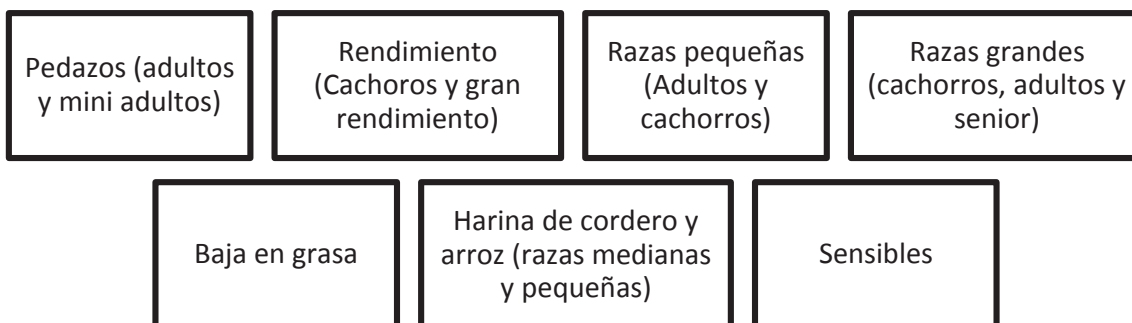 Pedazos (adultos
y mini adultos)
Rendimiento
(Cachoros y gran
rendimiento)
Razas pequeñas
(Adultos y
cachorros)
Razas grandes
(cachorros, adultos y
senior)
Baja en grasa
Harina de cordero y
arroz (razas medianas
y pequeñas)
Sensibles